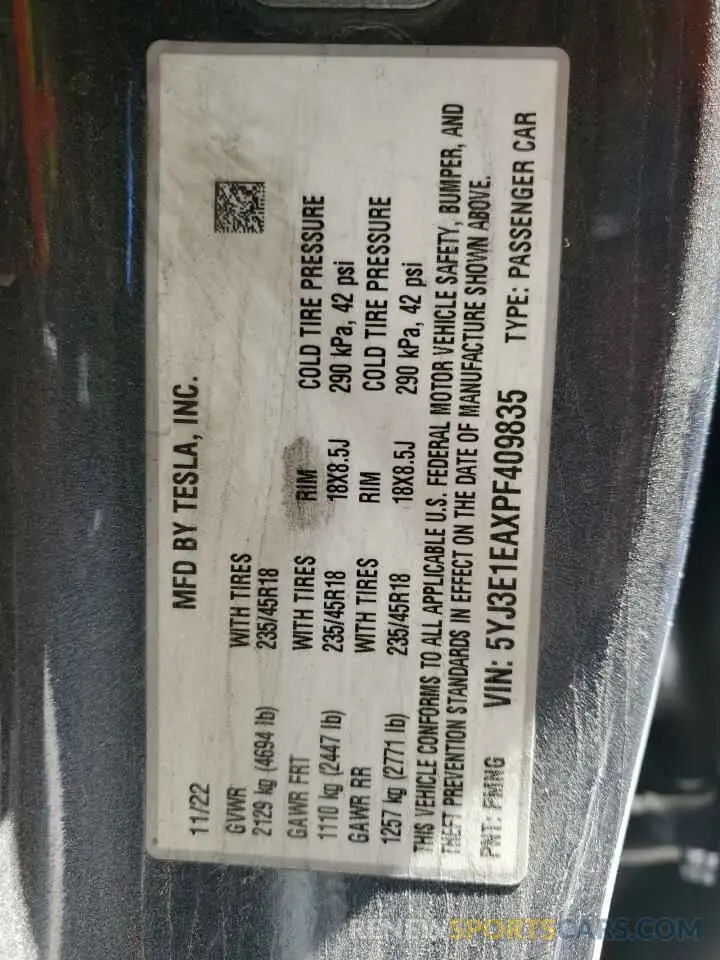 MFD BY TESLA, INC.
11/22
GVWR WITH TIRES
2129 kg (4694 lb) 235/45R18
GAWR FRT WITH TIRES RIM COLD TIRE PRESSURE
1110 kg (2447 lb) 235/45R18 18X8.5J 290 kPa, 42 psi
GAWR RR WITH TIRES RIM COLD TIRE PRESSURE
1257 kg (2771 lb) 235/45R18 18X8.5J 290 kPa, 42 psi
THIS VEHICLE CONFORMS TO ALL APPLICABLE U.S. FEDERAL MOTOR VEHICLE SAFETY, BUMPER, AND
THEFT PREVENTION STANDARDS IN EFFECT ON THE DATE OF MANUFACTURE SHOWN ABOVE.
PNT: PMNG VIN: 5YJ3E1EAXPF409835 TYPE: PASSENGER CAR
RENEWSPORTSCARS.COM